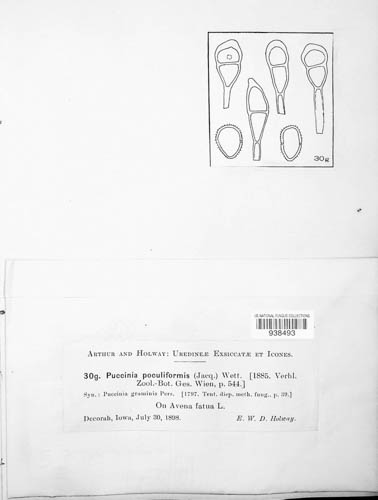 30g
US NATIONAL FUNGUS COLLECTIONS
938493
ARTHUR AND HOLWAY: UREDINEÆ EXSICCATÆ ET ICONES.
30g. Puccinia poculiformis (Jacq.) Wett. [1885. Verhl.
Zool.-Bot. Ges. Wien, p. 544.]
Syn.: Puccinia graminis Pers. [1797. Tent. disp. meth. fung., p. 39.]
On Avena fatua L.
Decorah, Iowa, July 30, 1898. E. W. D. Holway.